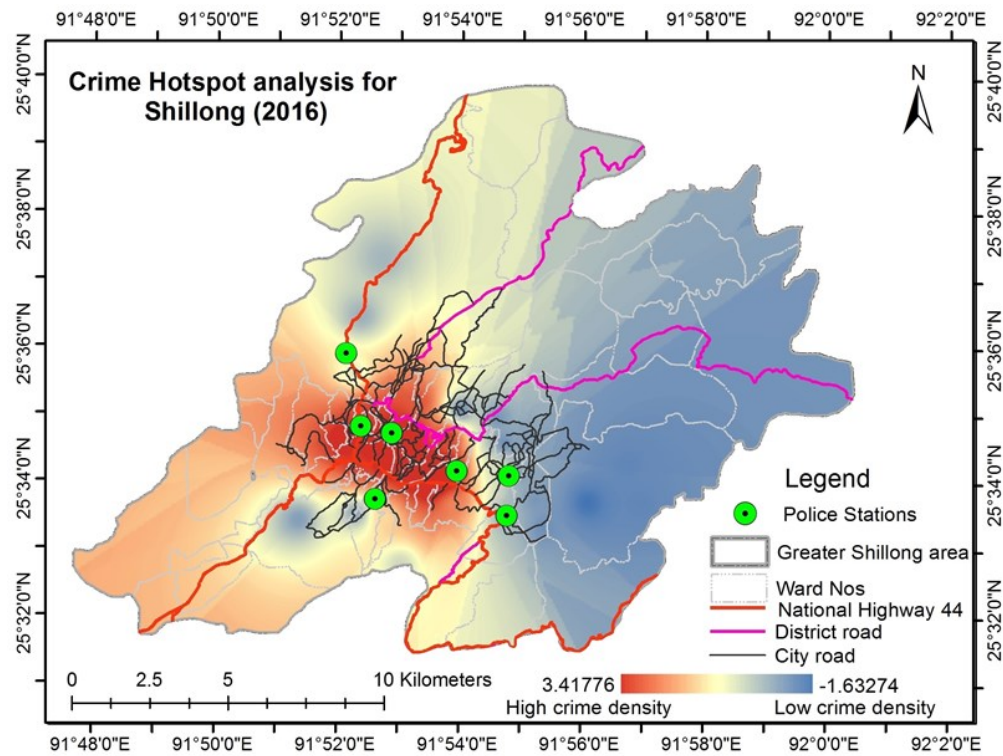 91°48'0"E 91°50'0"E 91°52'0"E 91°54'0"E 91°56'0"E 91°58'0"E 92°0'0"E 92°2'0"E
Crime Hotspot analysis for
Shillong (2016)
N
25°40'0"N
25°38'0"N
25°36'0"N
25°34'0"N
25°32'0"N
25°40'0"N
25°38'0"N
25°36'0"N
25°34'0"N
25°32'0"N
Legend
Police Stations
Greater Shillong area
Ward Nos
National Highway 44
District road
City road
0 2.5 5 10 Kilometers
3.41776 -1.63274
High crime density Low crime density
91°48'0"E 91°50'0"E 91°52'0"E 91°54'0"E 91°56'0"E 91°58'0"E 92°0'0"E 92°2'0"E